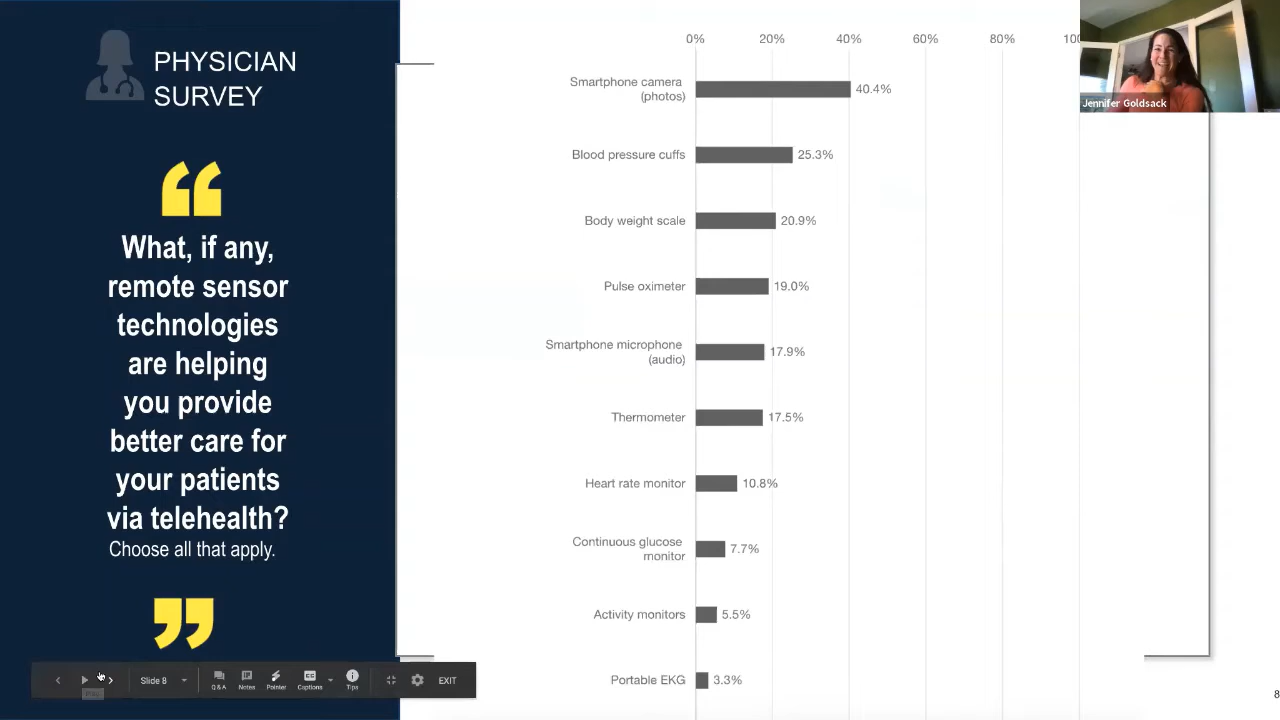 PHYSICIAN
SURVEY
“
What, if any,
remote sensor
technologies
are helping
you provide
better care for
your patients
via telehealth?
Choose all that apply.
”
0% 20% 40% 60% 80% 100
Smartphone camera
(photos) 40.4%
Blood pressure cuffs 25.3%
Body weight scale 20.9%
Pulse oximeter 19.0%
Smartphone microphone
(audio) 17.9%
Thermometer 17.5%
Heart rate monitor 10.8%
Continuous glucose
monitor 7.7%
Activity monitors 5.5%
Portable EKG 3.3%
Jennifer Goldsack
Slide 8
Q&A Notes Pointer Captions Tips EXIT
CC
8